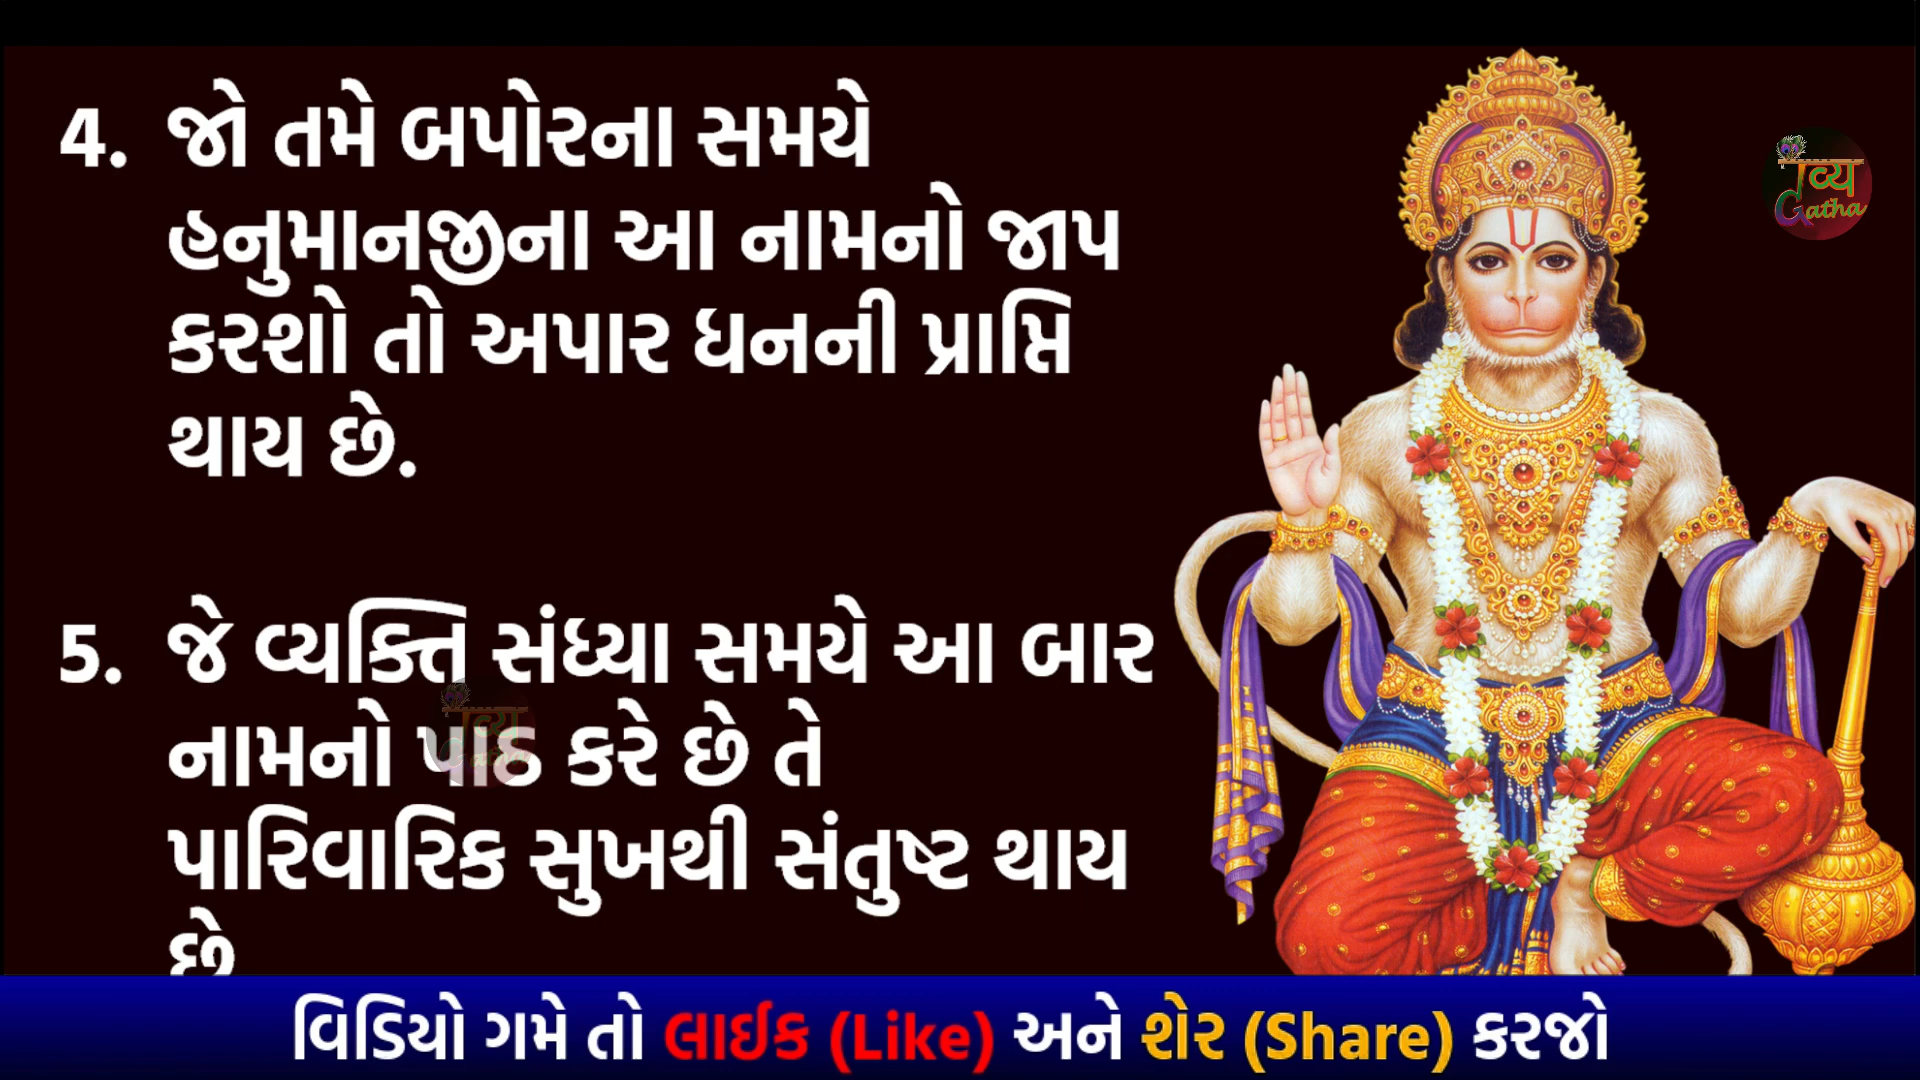 4. જો તમે બપોરના સમયે
હનુમાનજીના આ નામનો જાપ
કરશો તો અપાર ધનની પ્રાપ્તિ
થાય છે.
5. જે વ્યક્તિ સંધ્યા સમયે આ બાર
નામનો પાઠ કરે છે તે
પારિવારિક સુખથી સંતુષ્ટ થાય
છે
વિડિયો ગમે તો લાઈક (Like) અને શેર (Share) કરજો
વ્ય
Gatha